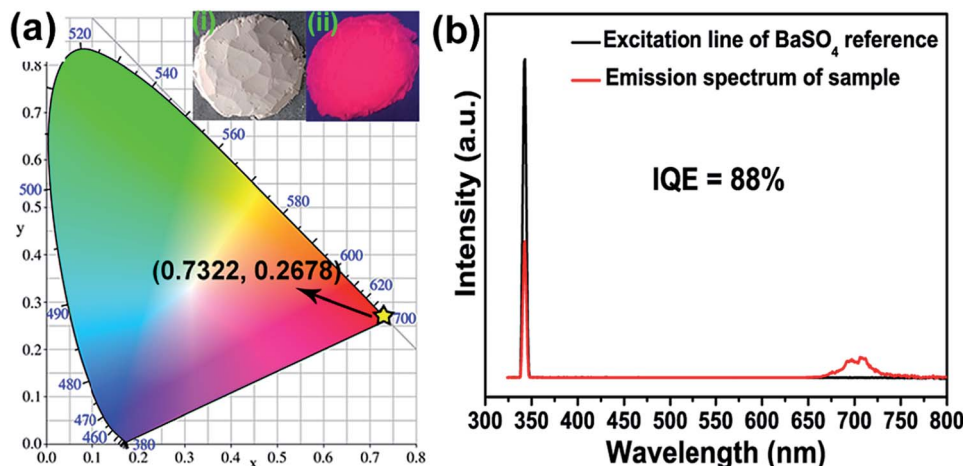 (a)
(i)
(ii)
520
540
560
580
600
620
700
500
490
480
470
460
380
0.8
0.7
0.6
0.5
y
0.4
0.3
0.2
0.1
0.0
0.0 0.1 0.2 0.3 0.4 0.5 0.6 0.7 0.8
x
(0.7322, 0.2678)
(b)
Excitation line of BaSO₄ reference
Emission spectrum of sample
IQE = 88%
Intensity (a.u.)
300 350 400 450 500 550 600 650 700 750 800
Wavelength (nm)